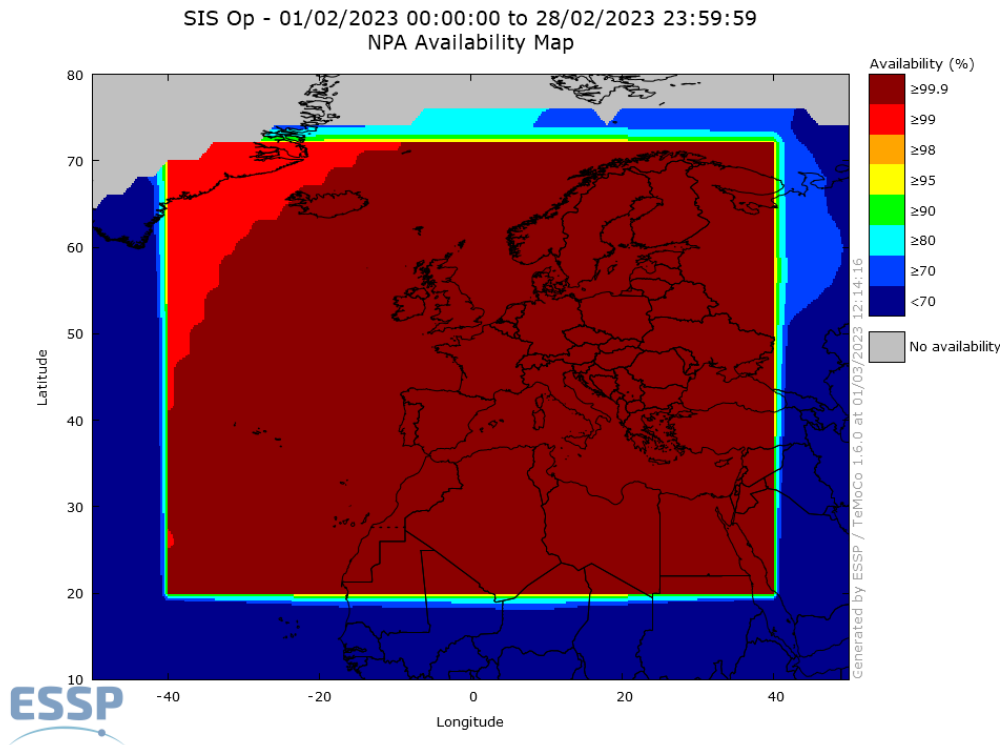 SIS Op - 01/02/2023 00:00:00 to 28/02/2023 23:59:59
NPA Availability Map
Availability (%)
≥99.9
≥99
≥98
≥95
≥90
≥80
≥70
<70
No availability
80
70
60
50
40
30
20
10
Latitude
-40
-20
0
20
40
Longitude
Generated by ESSP / TeMoCo 1.6.0 at 01/03/2023 12:14:16
ESSP